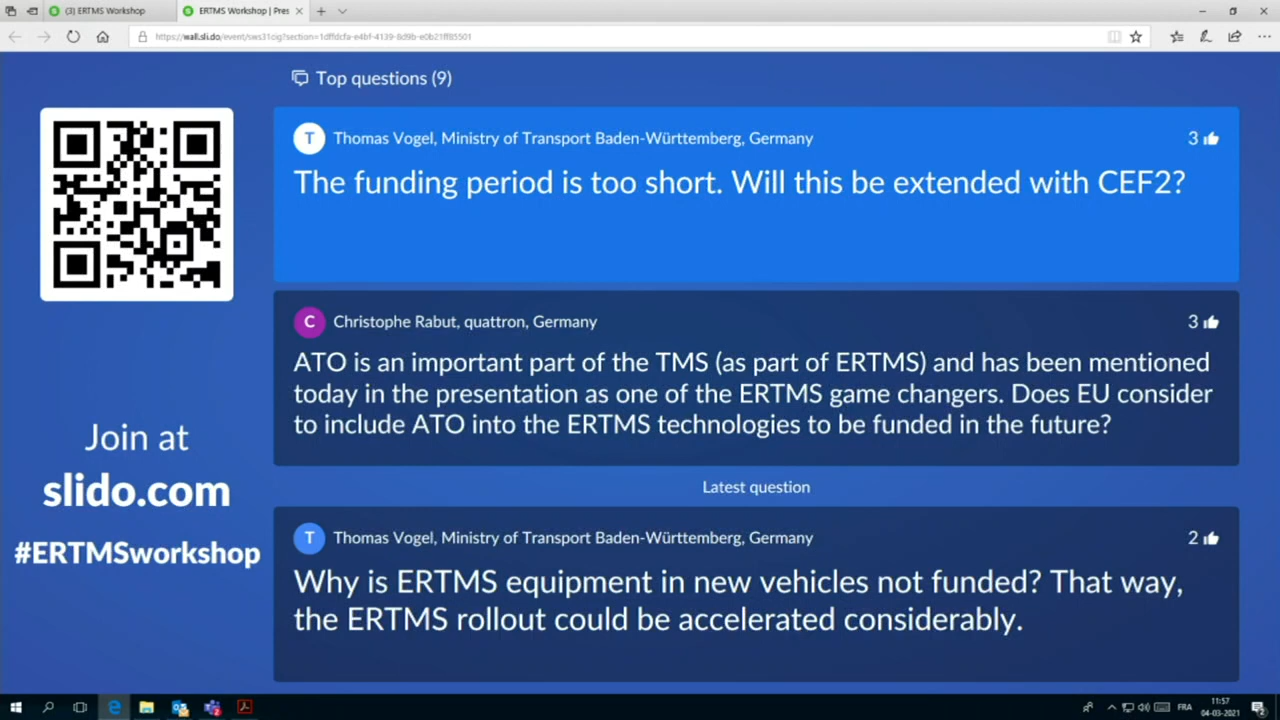 (3) ERTMS Workshop
ERTMS Workshop | Pres
Top questions (9)
T
Thomas Vogel, Ministry of Transport Baden-Württemberg, Germany
3
The funding period is too short. Will this be extended with CEF2?
C
Christophe Rabut, quattron, Germany
3
ATO is an important part of the TMS (as part of ERTMS) and has been mentioned
today in the presentation as one of the ERTMS game changers. Does EU consider
to include ATO into the ERTMS technologies to be funded in the future?
Join at
slido.com
#ERTMSworkshop
Latest question
T
Thomas Vogel, Ministry of Transport Baden-Württemberg, Germany
2
Why is ERTMS equipment in new vehicles not funded? That way,
the ERTMS rollout could be accelerated considerably.
FRA
11:57
04-03-2021